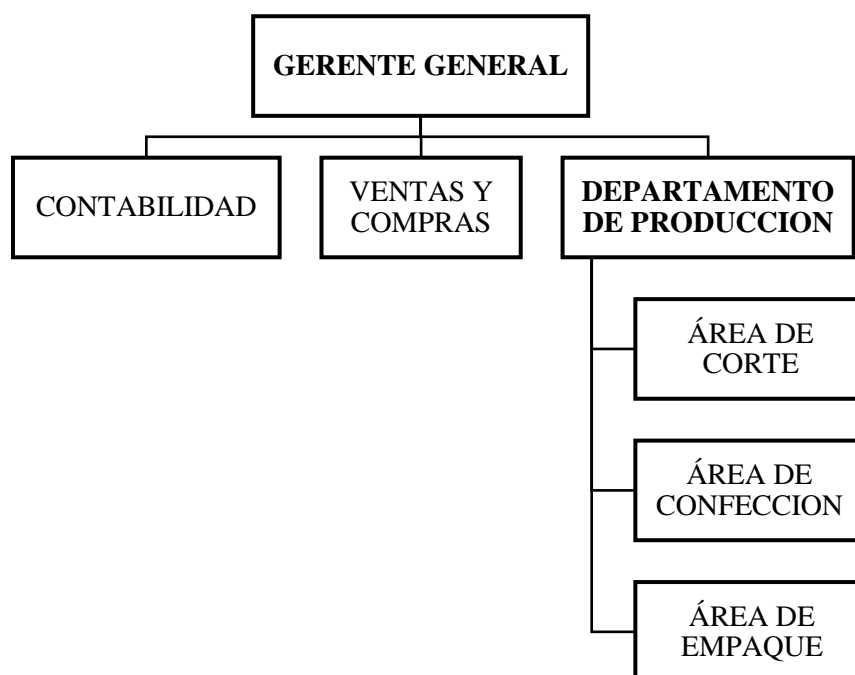 GERENTE GENERAL
CONTABILIDAD
VENTAS Y
COMPRAS
DEPARTAMENTO
DE PRODUCCION
ÁREA DE
CORTE
ÁREA DE
CONFECCION
ÁREA DE
EMPAQUE